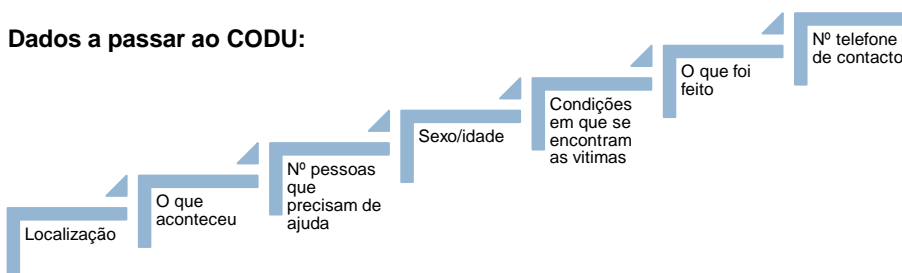 Dados a passar ao CODU:
Localização
O que
aconteceu
Nº pessoas
que
precisam de
ajuda
Sexo/idade
Condições
em que se
encontram
as vitimas
O que foi
feito
Nº telefone
de contacto